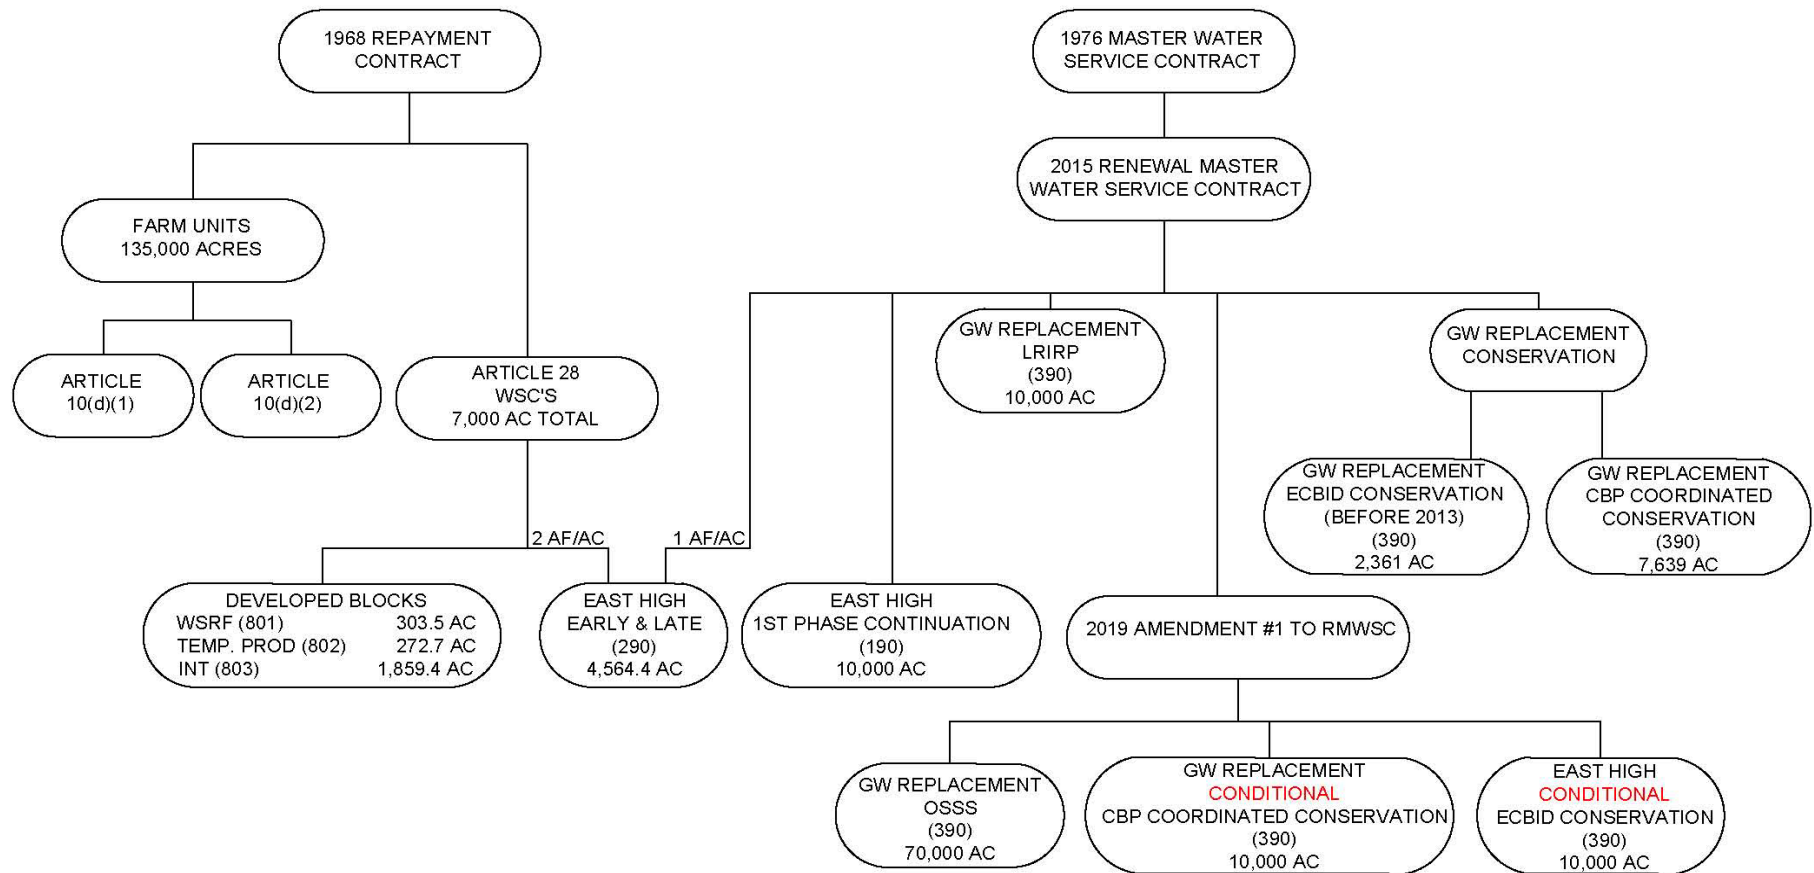 1968 REPAYMENT
CONTRACT
1976 MASTER WATER
SERVICE CONTRACT
2015 RENEWAL MASTER
WATER SERVICE CONTRACT
FARM UNITS
135,000 ACRES
ARTICLE
10(d)(1)
ARTICLE
10(d)(2)
ARTICLE 28
WSC'S
7,000 AC TOTAL
GW REPLACEMENT
LRIRP
(390)
10,000 AC
GW REPLACEMENT
CONSERVATION
GW REPLACEMENT
ECBID CONSERVATION
(BEFORE 2013)
(390)
2,361 AC
GW REPLACEMENT
CBP COORDINATED
CONSERVATION
(390)
7,639 AC
2 AF/AC
1 AF/AC
DEVELOPED BLOCKS
WSRF (801) 303.5 AC
TEMP. PROD (802) 272.7 AC
INT (803) 1,859.4 AC
EAST HIGH
EARLY & LATE
(290)
4,564.4 AC
EAST HIGH
1ST PHASE CONTINUATION
(190)
10,000 AC
2019 AMENDMENT #1 TO RMWSC
GW REPLACEMENT
OSSS
(390)
70,000 AC
GW REPLACEMENT
CONDITIONAL
CBP COORDINATED CONSERVATION
(390)
10,000 AC
EAST HIGH
CONDITIONAL
ECBID CONSERVATION
(390)
10,000 AC